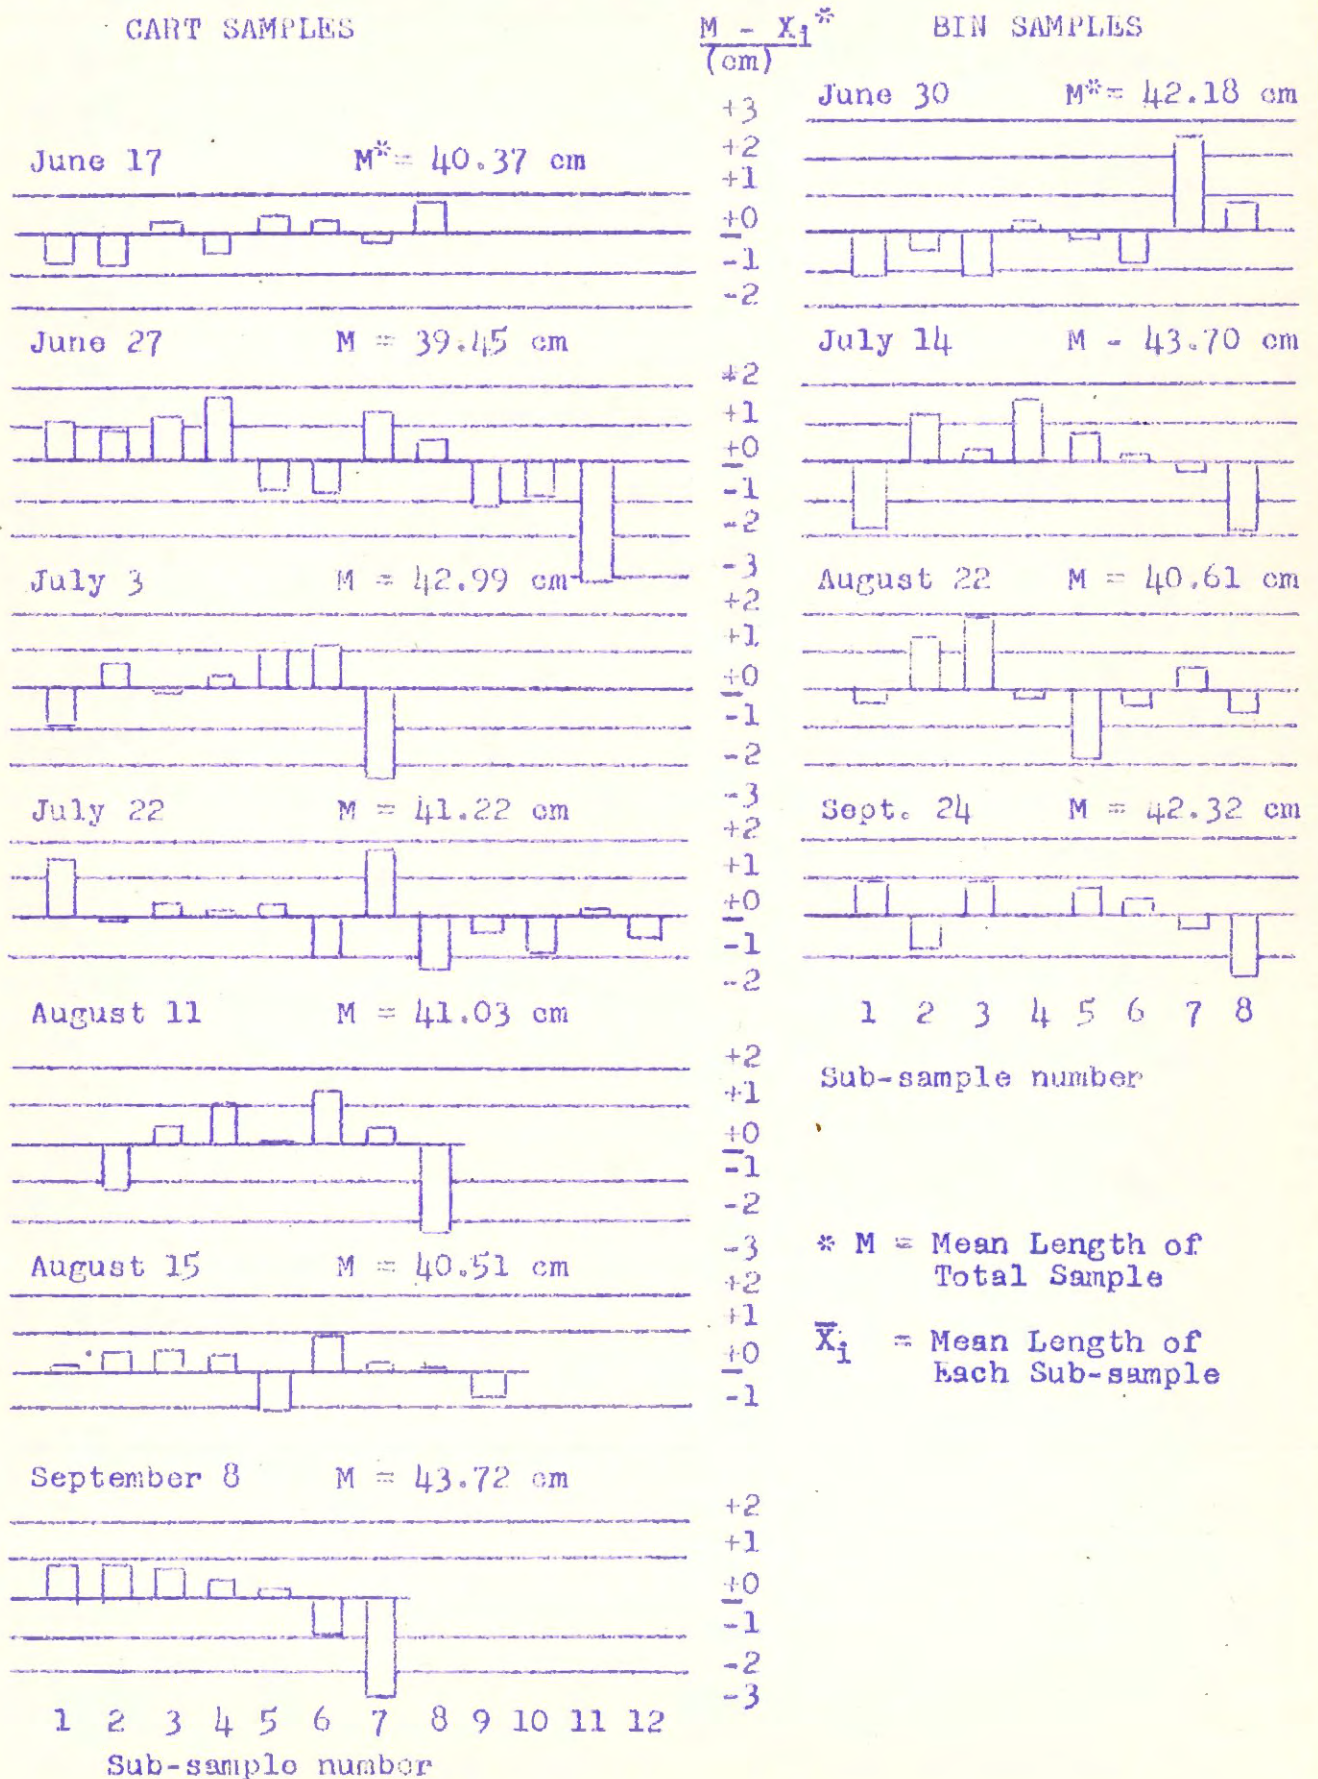 CART SAMPLES
M - Xi*
(cm)
BIN SAMPLES
June 17 M* = 40.37 cm
June 27 M = 39.45 cm
July 3 M = 42.99 cm
July 22 M = 41.22 cm
August 11 M = 41.03 cm
August 15 M = 40.51 cm
September 8 M = 43.72 cm
1 2 3 4 5 6 7 8 9 10 11 12
Sub-sample number
+3
+2
+1
±0
-1
-2
+2
+1
±0
-1
-2
-3
+2
+1
±0
-1
-2
-3
+2
+1
±0
-1
-2
+2
+1
±0
-1
-2
-3
+2
+1
±0
-1
+2
+1
±0
-1
-2
-3
June 30 M* = 42.18 cm
July 14 M - 43.70 cm
August 22 M = 40.61 cm
Sept. 24 M = 42.32 cm
1 2 3 4 5 6 7 8
Sub-sample number
* M = Mean Length of
Total Sample
X̄i = Mean Length of
Each Sub-sample